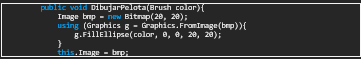 public void DibujarPelota(Brush color){
Image bmp = new Bitmap(20, 20);
using (Graphics g = Graphics.FromImage(bmp)){
g.FillEllipse(color, 0, 0, 20, 20);
}
this.Image = bmp;